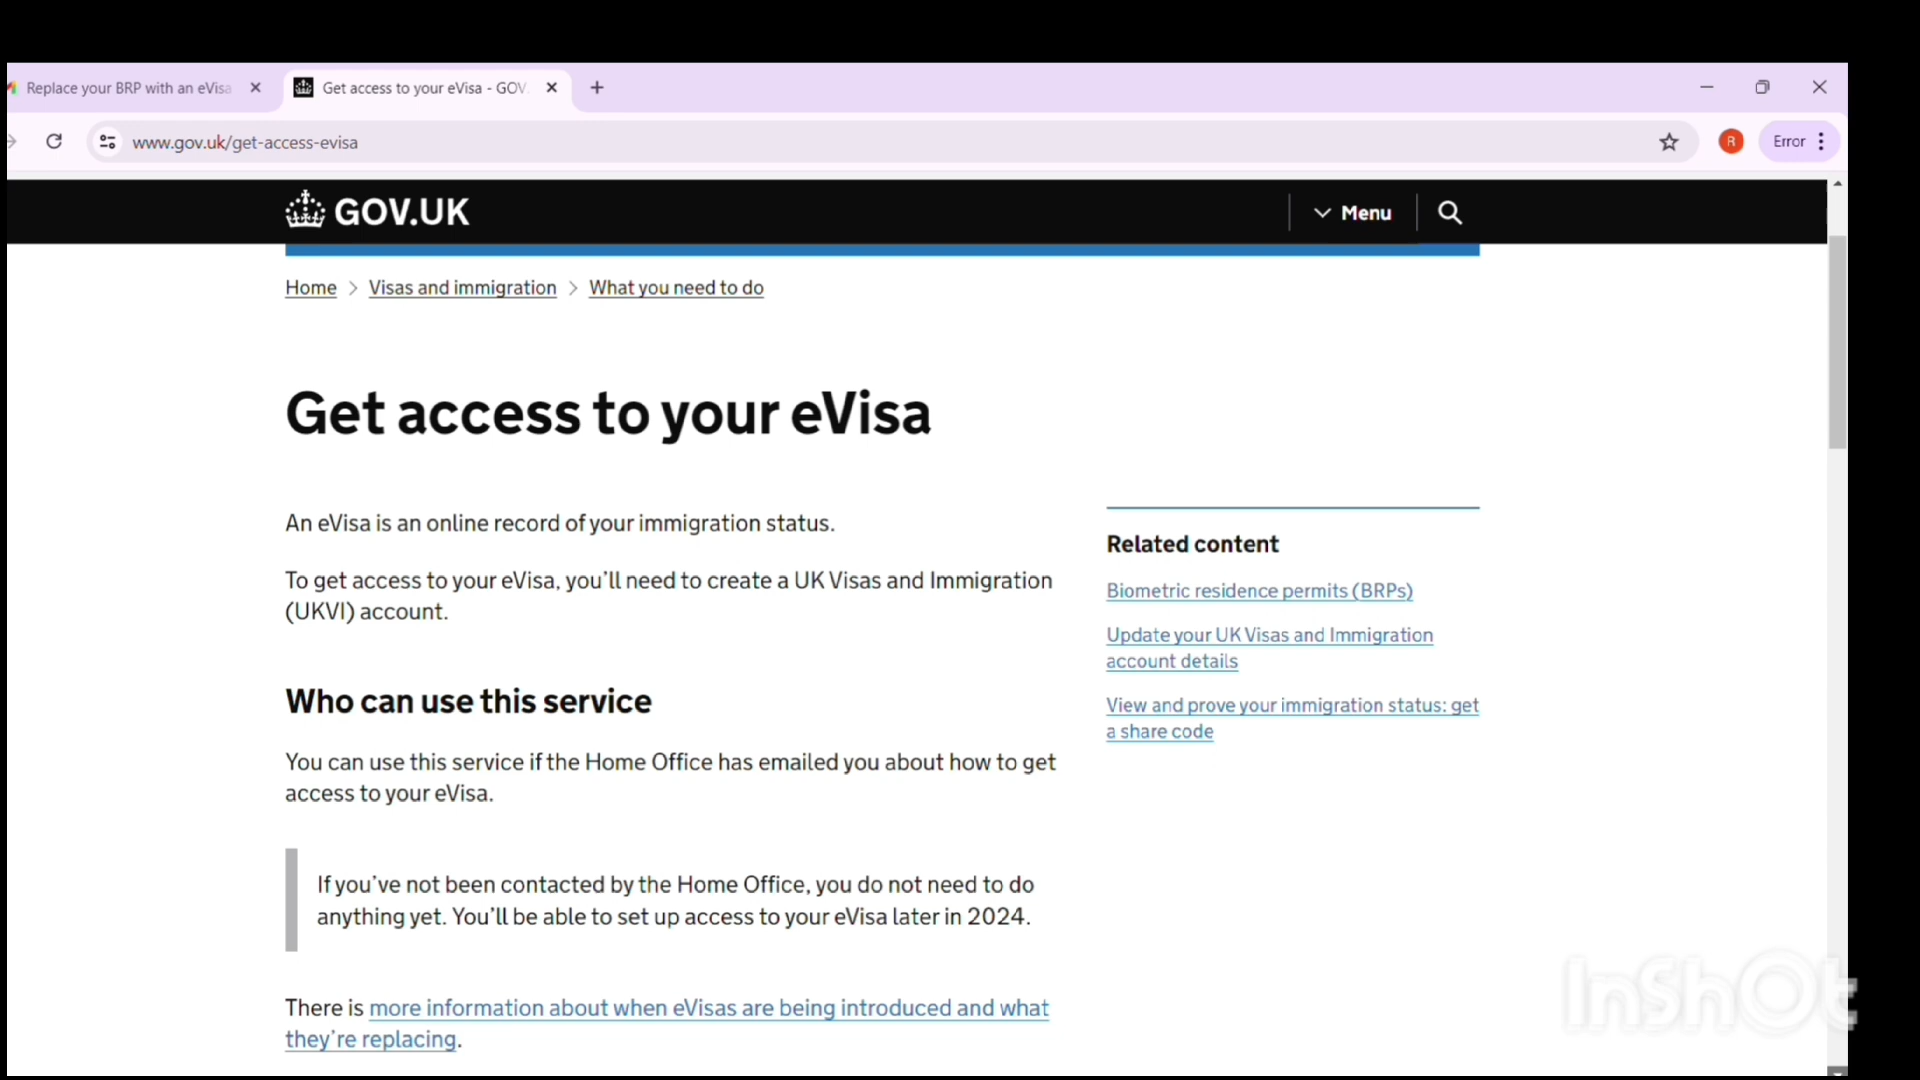 Replace your BRP with an eVisa
Get access to your eVisa - GOV.
www.gov.uk/get-access-evisa
R
Error
GOV.UK
Menu
Home > Visas and immigration > What you need to do
Get access to your eVisa
An eVisa is an online record of your immigration status.
To get access to your eVisa, you’ll need to create a UK Visas and Immigration
(UKVI) account.
Who can use this service
You can use this service if the Home Office has emailed you about how to get
access to your eVisa.
If you’ve not been contacted by the Home Office, you do not need to do
anything yet. You’ll be able to set up access to your eVisa later in 2024.
There is more information about when eVisas are being introduced and what
they’re replacing.
Related content
Biometric residence permits (BRPs)
Update your UK Visas and Immigration
account details
View and prove your immigration status: get
a share code
InShOt